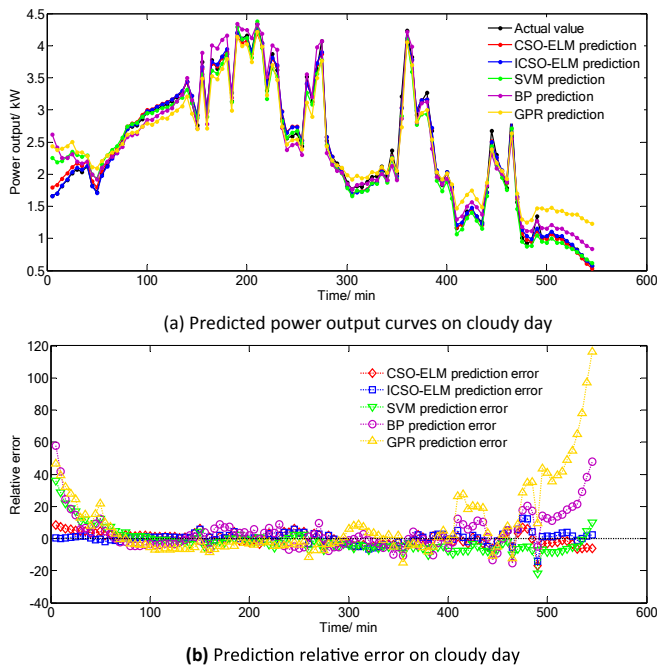 4.5
4
3.5
3
2.5
2
1.5
1
0.5
0
100
200
300
400
500
600
Power output/ kW
Time/ min
Actual value
CSO-ELM prediction
ICSO-ELM prediction
SVM prediction
BP prediction
GPR prediction
(a) Predicted power output curves on cloudy day
120
100
80
60
40
20
0
-20
-40
0
100
200
300
400
500
600
Relative error
Time/ min
CSO-ELM prediction error
ICSO-ELM prediction error
SVM prediction error
BP prediction error
GPR prediction error
(b) Prediction relative error on cloudy day